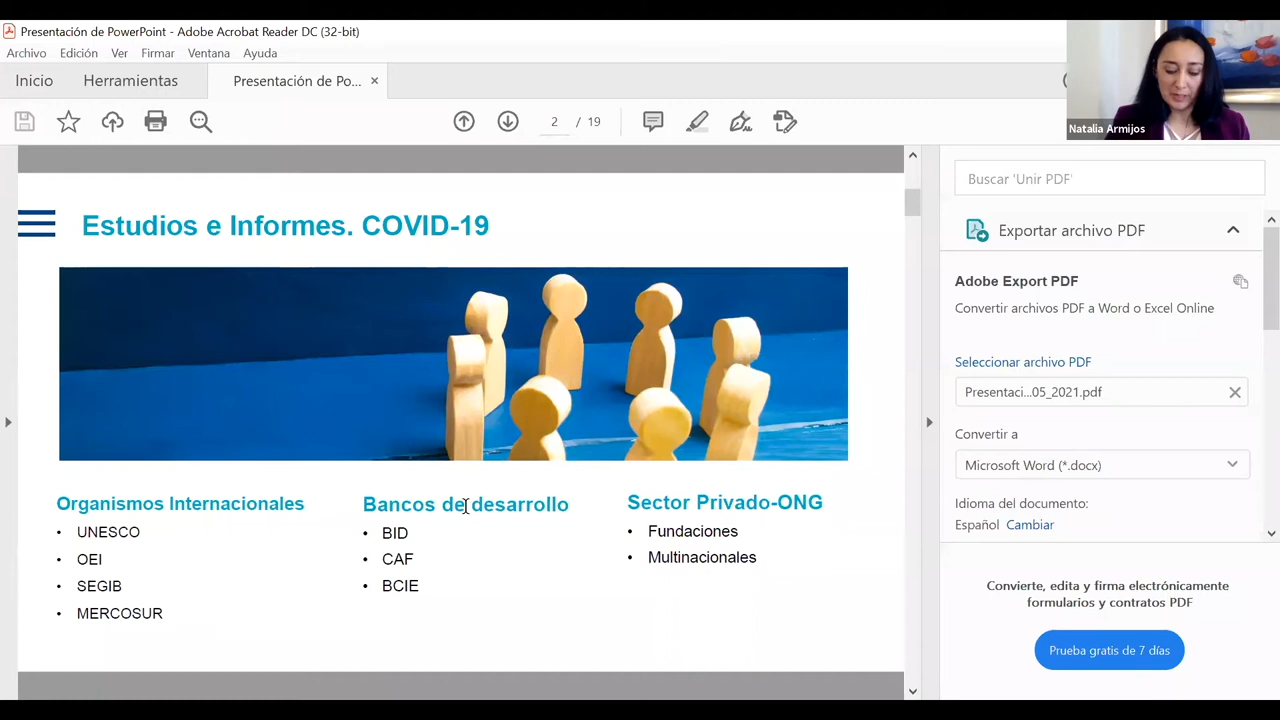 Presentación de PowerPoint - Adobe Acrobat Reader DC (32-bit)
Archivo Edición Ver Firmar Ventana Ayuda
Inicio Herramientas Presentación de Po... ×
2 / 19
Natalia Armijos
Estudios e Informes. COVID-19
Organismos Internacionales
• UNESCO
• OEI
• SEGIB
• MERCOSUR
Bancos de desarrollo
• BID
• CAF
• BCIE
Sector Privado-ONG
• Fundaciones
• Multinacionales
Buscar 'Unir PDF'
Exportar archivo PDF
Adobe Export PDF
Convertir archivos PDF a Word o Excel Online
Seleccionar archivo PDF
Presentaci...05_2021.pdf
Convertir a
Microsoft Word (*.docx)
Idioma del documento:
Español Cambiar
Convierte, edita y firma electrónicamente
formularios y contratos PDF
Prueba gratis de 7 días